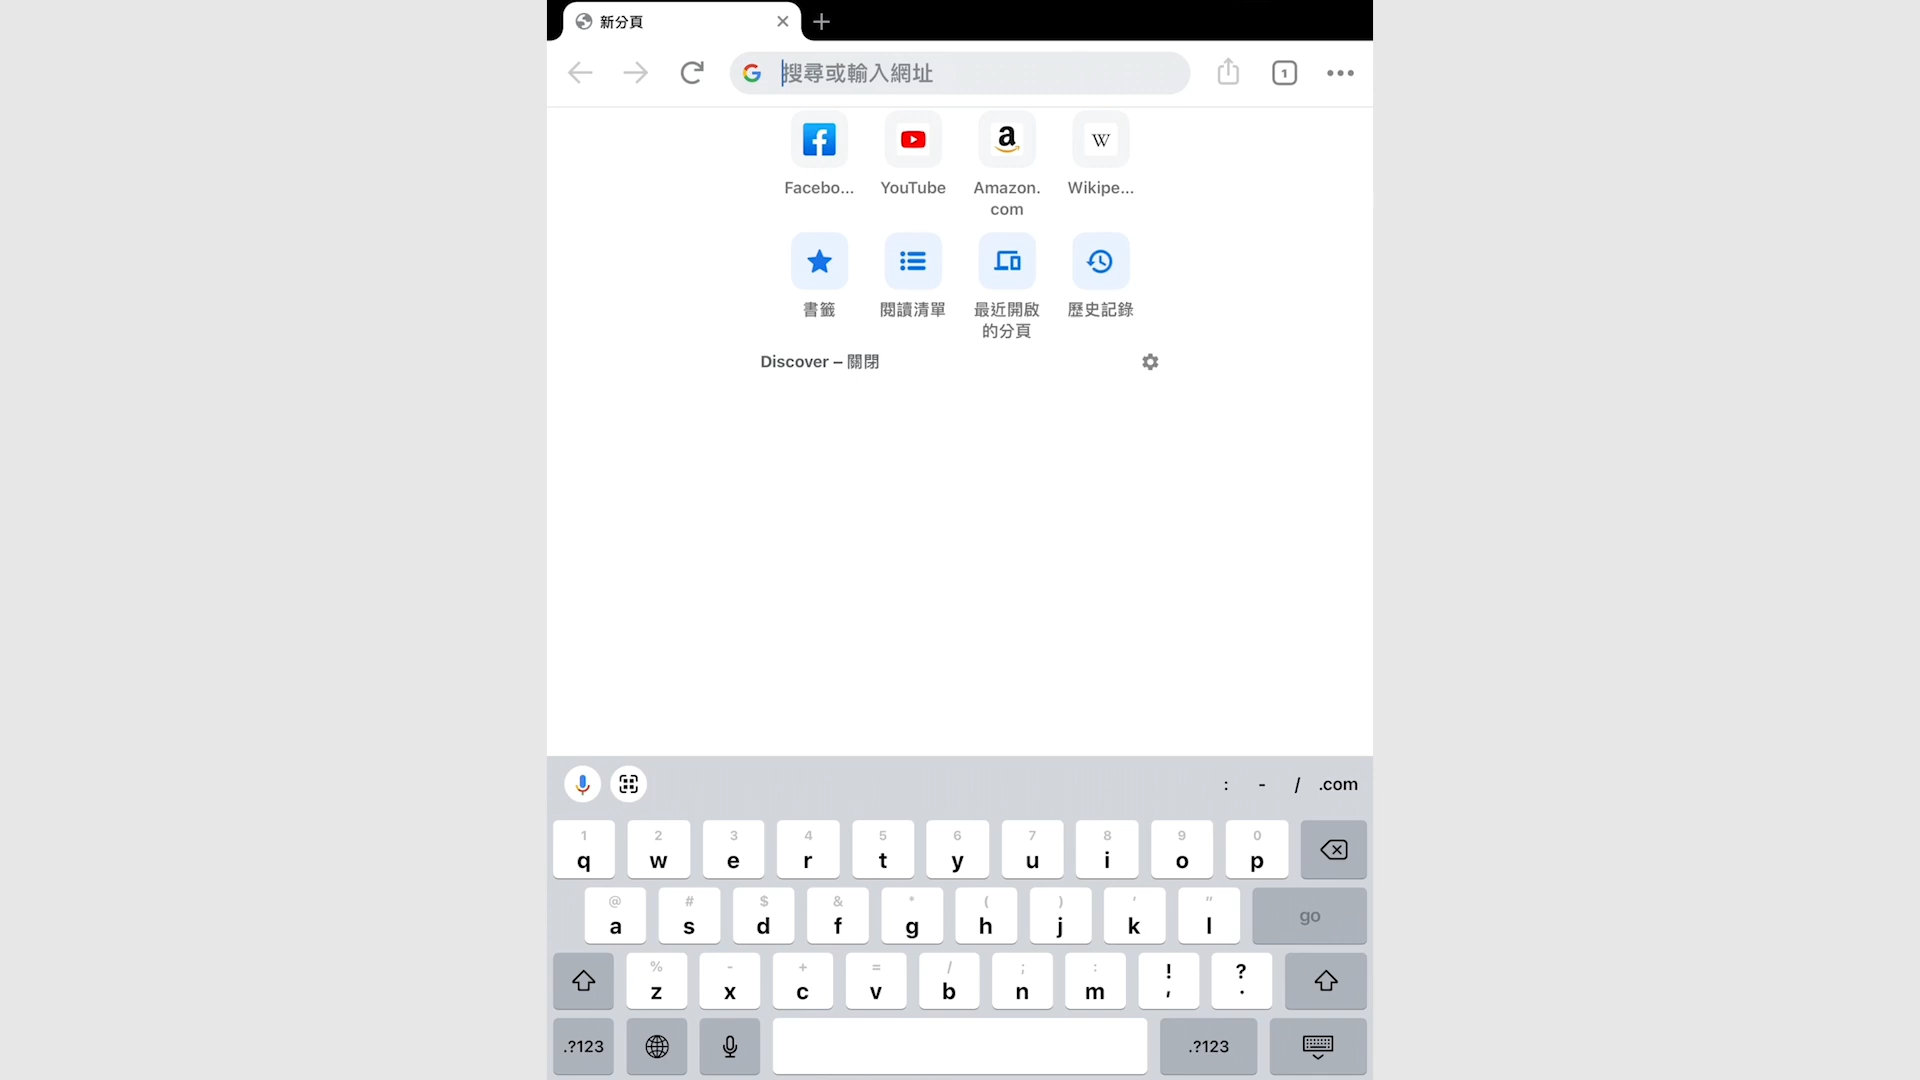 新分頁
搜尋或輸入網址
1
Facebo...
YouTube
Amazon.
com
Wikipe...
書籤
閱讀清單
最近開啟
的分頁
歷史記錄
Discover – 關閉
: - / .com
1 2 3 4 5 6 7 8 9 0
q w e r t y u i o p
@ # $ & * ( ) ' "
a s d f g h j k l go
% - + = / ; : ! ?
z x c v b n m , .
.?123 .?123